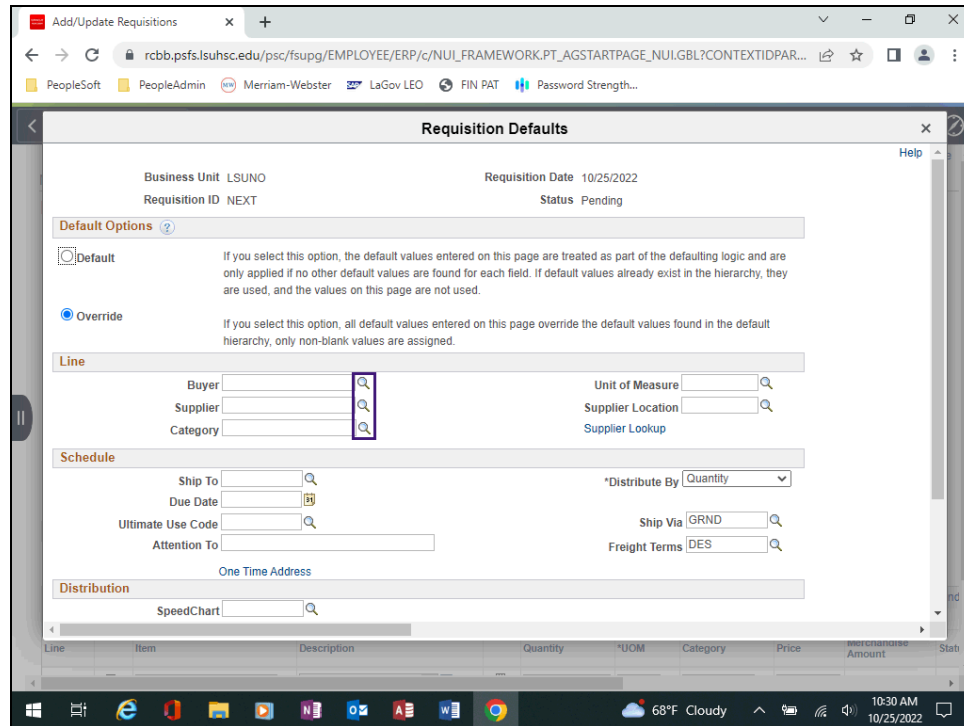 Add/Update Requisitions
rcbb.psfs.lsuhsc.edu/psc/fsupg/EMPLOYEE/ERP/c/NUI_FRAMEWORK.PT_AGSTARTPAGE_NUI.GBL?CONTEXTIDPAR...
PeopleSoft PeopleAdmin Merriam-Webster LaGov LEO FIN PAT Password Strength...
Requisition Defaults
Help
Business Unit LSUNO Requisition Date 10/25/2022
Requisition ID NEXT Status Pending
Default Options
Default If you select this option, the default values entered on this page are treated as part of the defaulting logic and are
only applied if no other default values are found for each field. If default values already exist in the hierarchy, they
are used, and the values on this page are not used.
Override
If you select this option, all default values entered on this page override the default values found in the default
hierarchy, only non-blank values are assigned.
Line
Buyer Unit of Measure
Supplier Supplier Location
Category Supplier Lookup
Schedule
Ship To *Distribute By Quantity
Due Date 31
Ultimate Use Code Ship Via GRND
Attention To Freight Terms DES
One Time Address
Distribution
SpeedChart
Line Item Description Quantity *UOM Category Price Merchandise Amount
68°F Cloudy 10:30 AM
10/25/2022